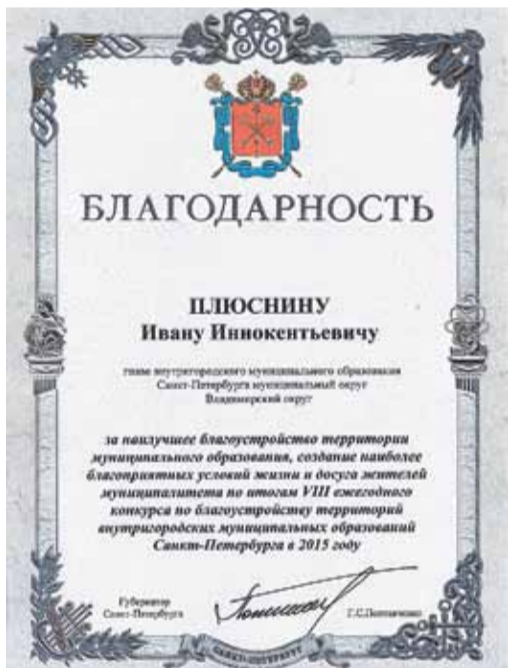 БЛАГОДАРНОСТЬ
ПЛЮСНИНУ
Ивану Иннокентьевичу
главе внутригородского муниципального образования
Санкт-Петербурга муниципальный округ
Владимирский округ
за наилучшее благоустройство территории
муниципального образования, создание наиболее
благоприятных условий жизни и досуга жителей
муниципалитета по итогам VIII ежегодного
конкурса по благоустройству территорий
внутригородских муниципальных образований
Санкт-Петербурга в 2015 году
Губернатор
Санкт-Петербурга
Г.С.Полтавченко
САНКТ-ПЕТЕРБУРГ